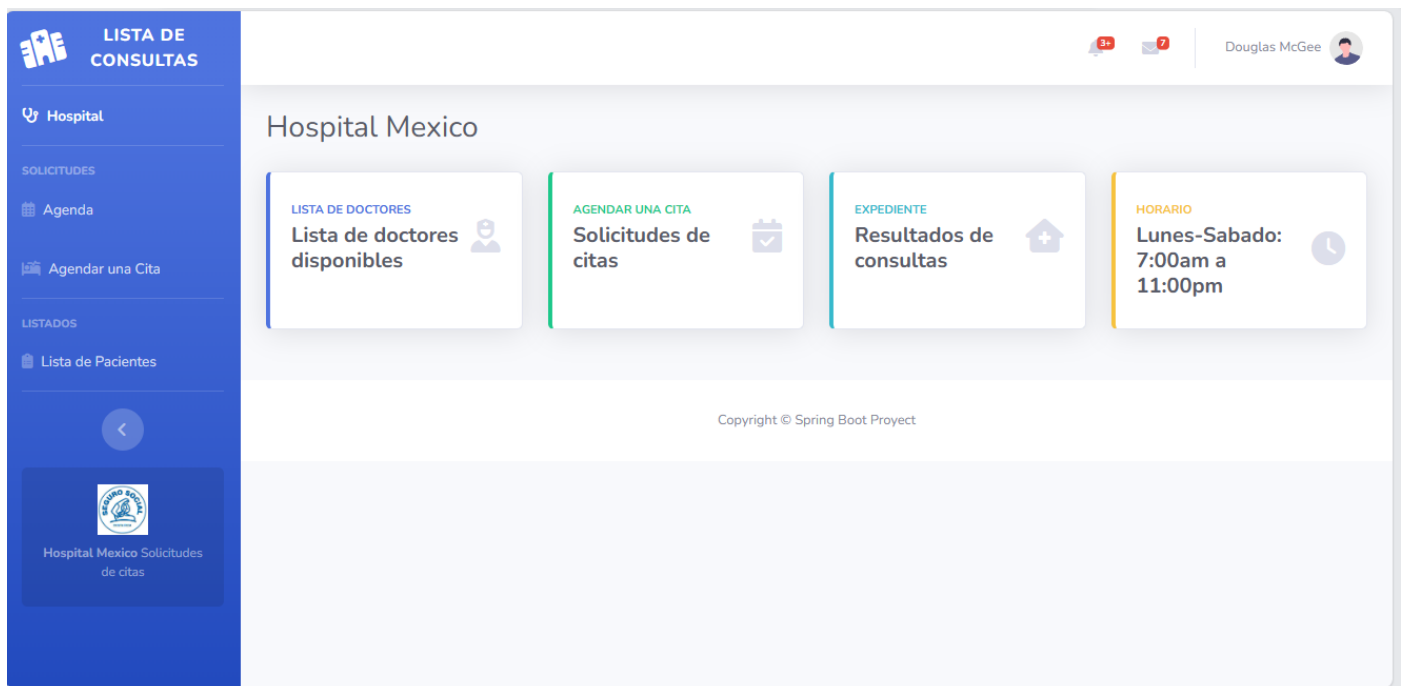 LISTA DE
CONSULTAS
Hospital
SOLICITUDES
Agenda
Agendar una Cita
LISTADOS
Lista de Pacientes
SEGURO SOCIAL
Hospital Mexico Solicitudes
de citas
3+
7
Douglas McGee
Hospital Mexico
LISTA DE DOCTORES
Lista de doctores
disponibles
AGENDAR UNA CITA
Solicitudes de
citas
EXPEDIENTE
Resultados de
consultas
HORARIO
Lunes-Sabado:
7:00am a
11:00pm
Copyright © Spring Boot Proyect